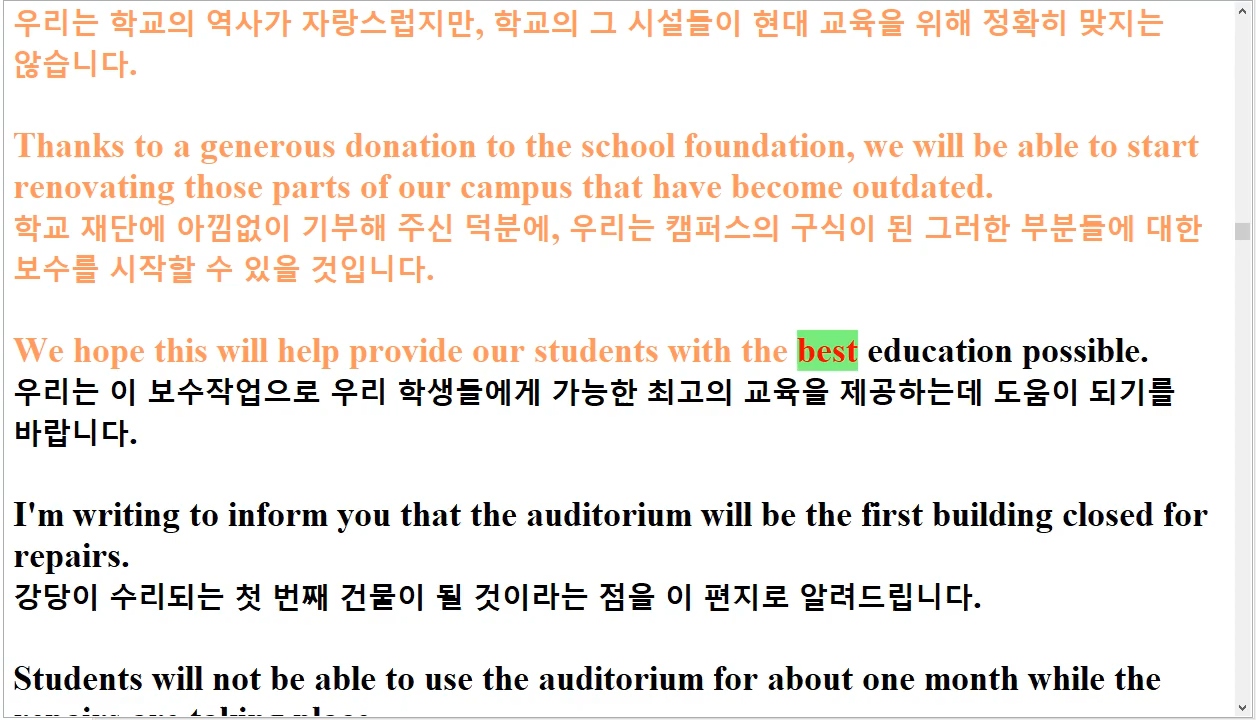 우리는 학교의 역사가 자랑스럽지만, 학교의 그 시설들이 현대 교육을 위해 정확히 맞지는
않습니다.
Thanks to a generous donation to the school foundation, we will be able to start
renovating those parts of our campus that have become outdated.
학교 재단에 아낌없이 기부해 주신 덕분에, 우리는 캠퍼스의 구식이 된 그러한 부분들에 대한
보수를 시작할 수 있을 것입니다.
We hope this will help provide our students with the best education possible.
우리는 이 보수작업으로 우리 학생들에게 가능한 최고의 교육을 제공하는데 도움이 되기를
바랍니다.
I'm writing to inform you that the auditorium will be the first building closed for
repairs.
강당이 수리되는 첫 번째 건물이 될 것이라는 점을 이 편지로 알려드립니다.
Students will not be able to use the auditorium for about one month while the
repairs are taking place.